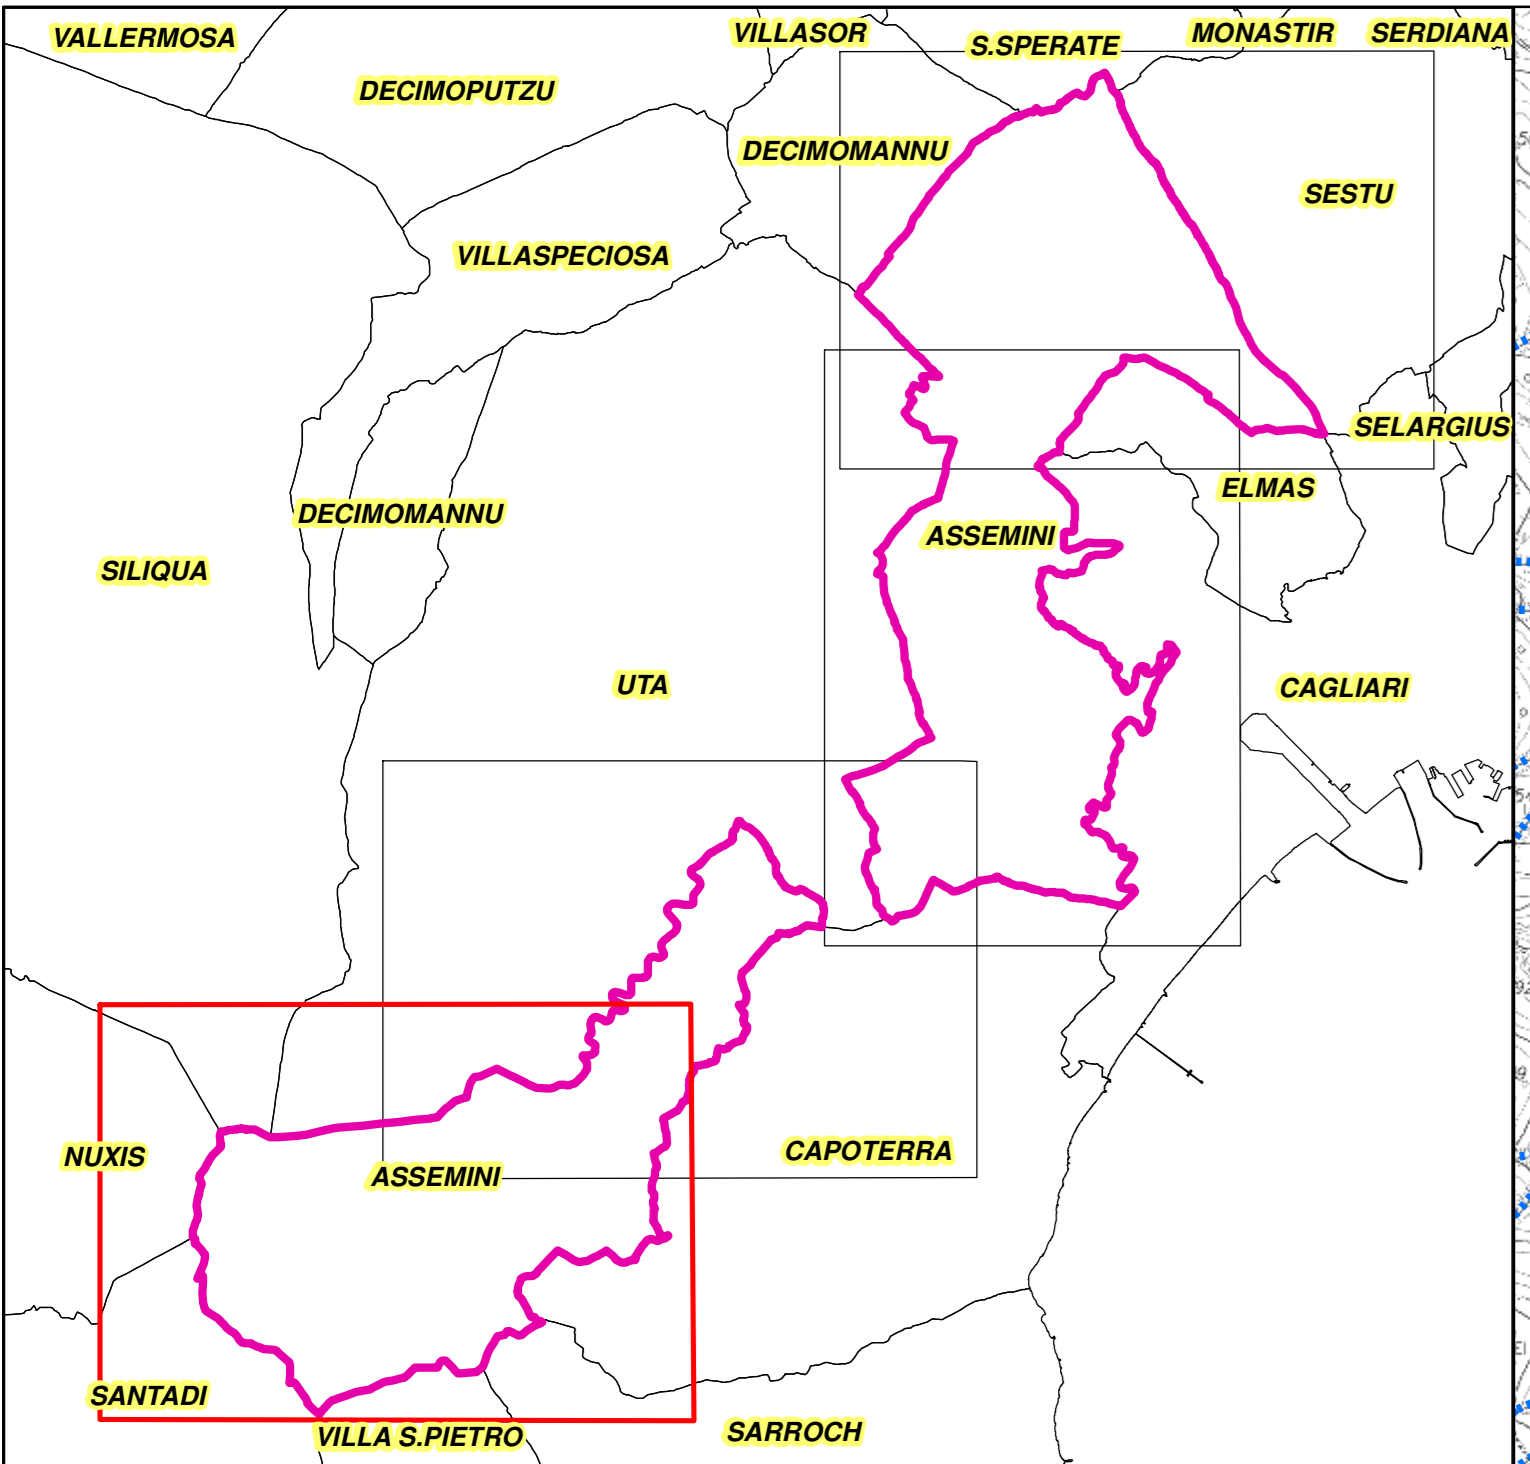 VALLERMOSA
VILLASOR
S.SPERATE
MONASTIR
SERDIANA
DECIMOPUTZU
DECIMOMANNU
SESTU
VILLASPECIOSA
SELARGIUS
ELMAS
DECIMOMANNU
ASSEMINI
SILIQUA
UTA
CAGLIARI
NUXIS
CAPOTERRA
ASSEMINI
SANTADI
VILLA S.PIETRO
SARROCH